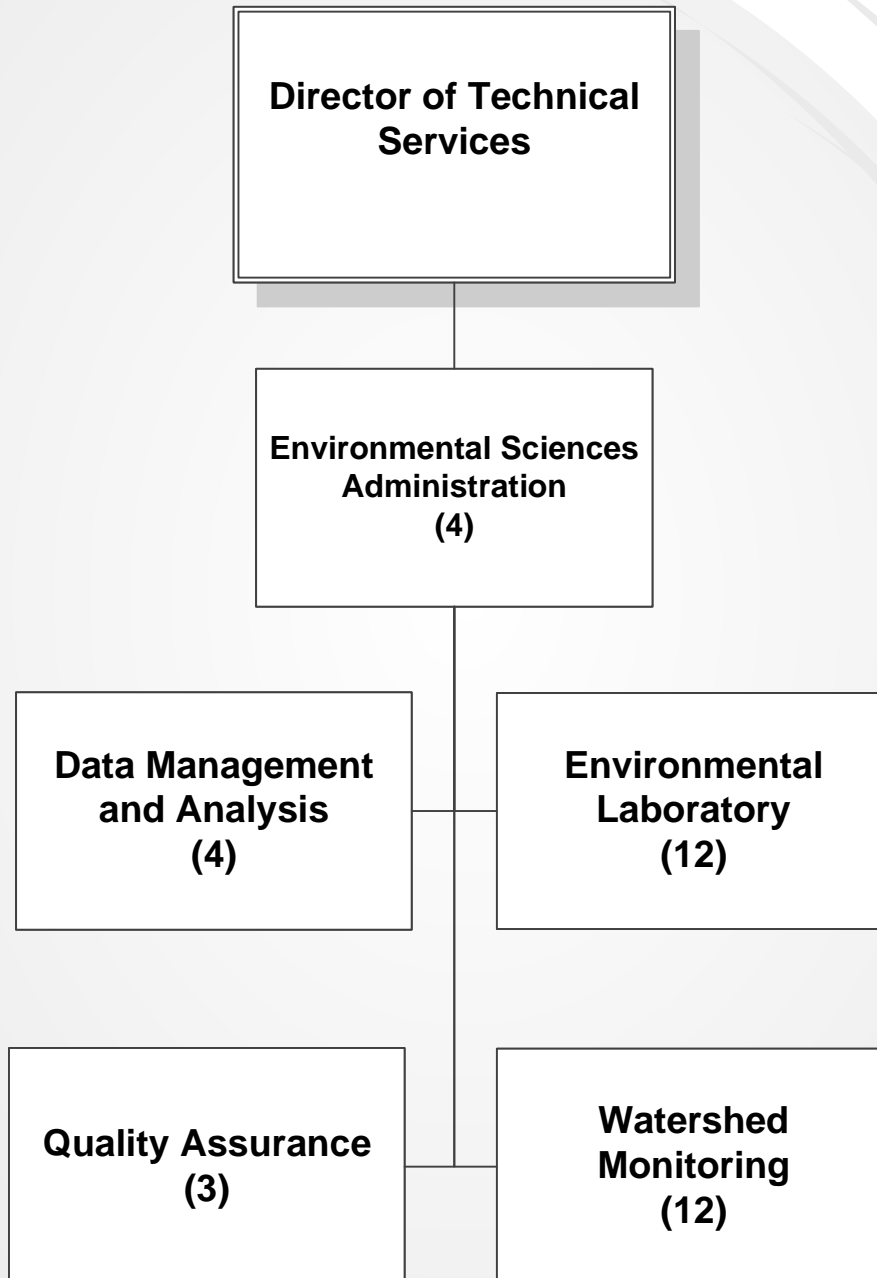 Director of Technical
Services
Environmental Sciences
Administration
(4)
Data Management
and Analysis
(4)
Environmental
Laboratory
(12)
Quality Assurance
(3)
Watershed
Monitoring
(12)